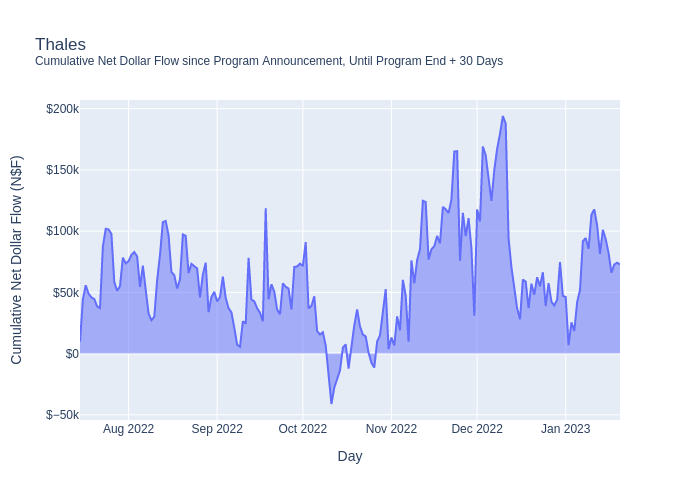 Thales
Cumulative Net Dollar Flow since Program Announcement, Until Program End + 30 Days
Cumulative Net Dollar Flow (N$F)
$200k
$150k
$100k
$50k
$0
$−50k
Aug 2022
Sep 2022
Oct 2022
Nov 2022
Dec 2022
Jan 2023
Day